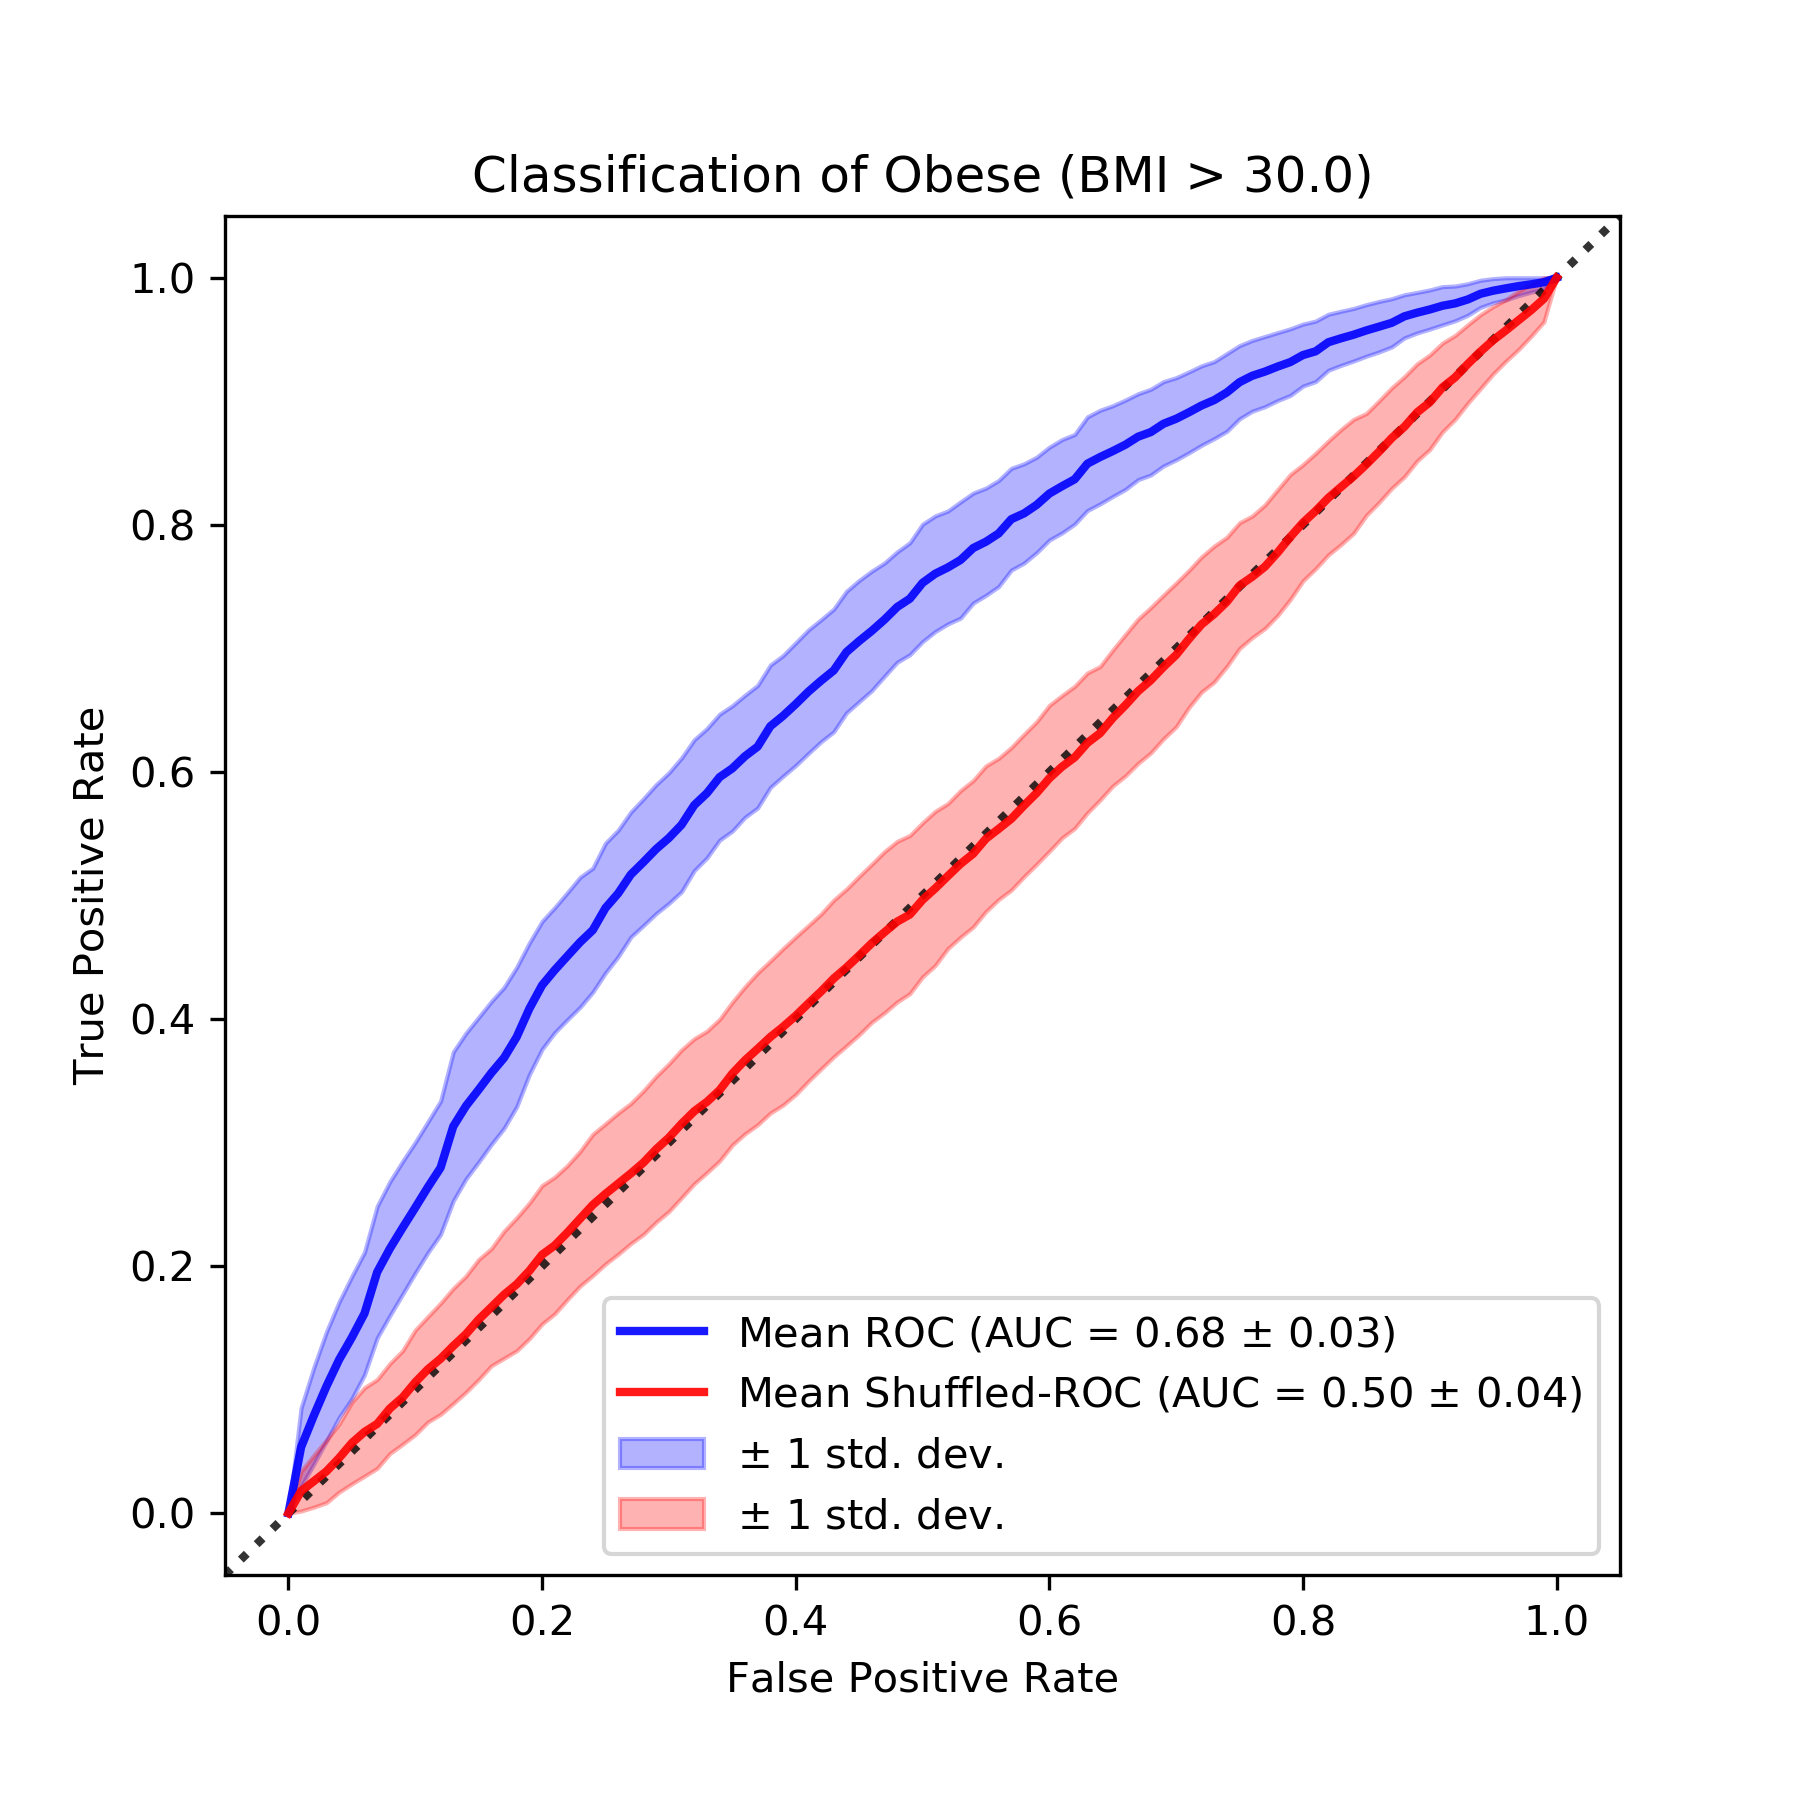 Classification of Obese (BMI > 30.0)
1.0
0.8
0.6
0.4
0.2
0.0
True Positive Rate
Mean ROC (AUC = 0.68 ± 0.03)
Mean Shuffled-ROC (AUC = 0.50 ± 0.04)
± 1 std. dev.
± 1 std. dev.
0.0 0.2 0.4 0.6 0.8 1.0
False Positive Rate